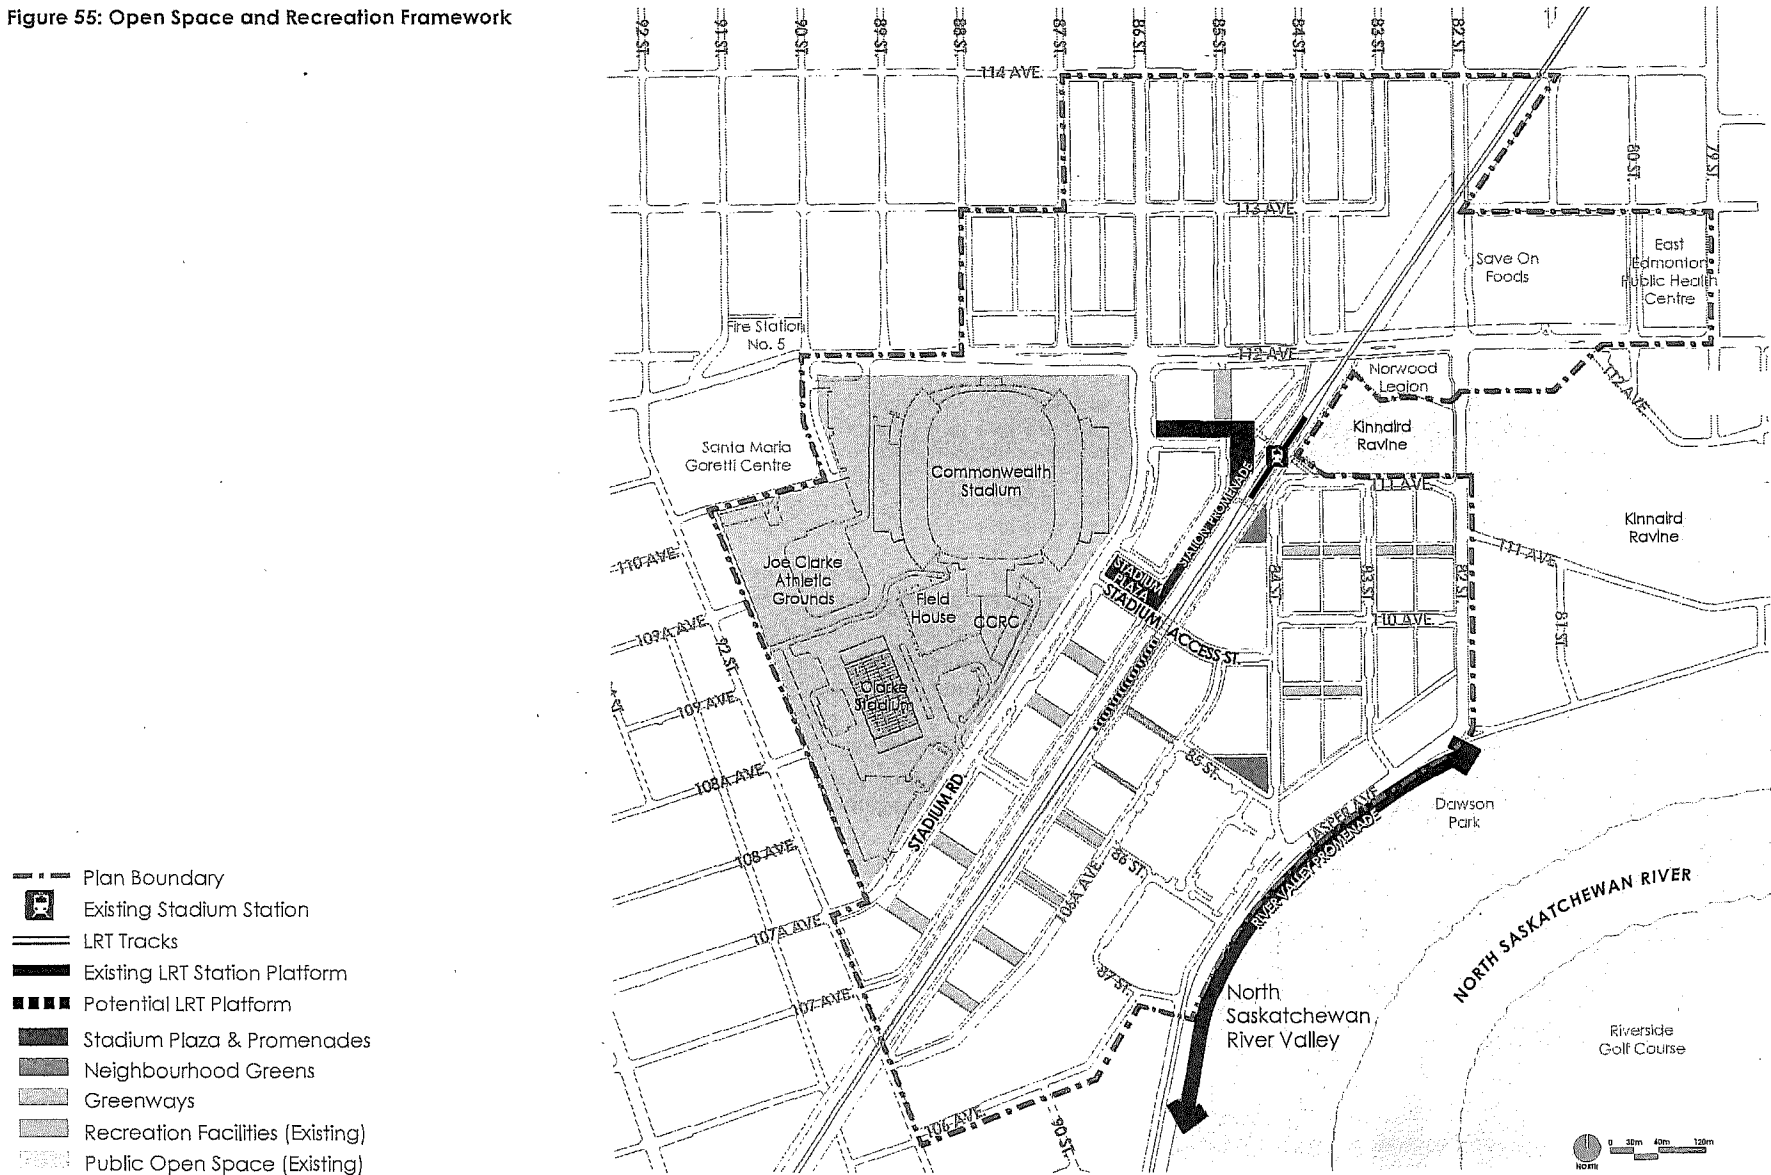 Figure 55: Open Space and Recreation Framework
92 ST.
91 ST.
90 ST.
89 ST.
88 ST.
87 ST.
86 ST.
85 ST.
84 ST.
83 ST.
82 ST.
114 AVE.
80 ST.
79 ST.
113 AVE.
Save On
Foods
East
Edmonton
Public Health
Centre
Fire Station
No. 5
112 AVE
Norwood
Legion
112 AVE.
Kinnaird
Ravine
Santa Maria
Goretti Centre
Commonwealth
Stadium
STATION PROMENADE
111 AVE.
Kinnaird
Ravine
110 AVE.
Joe Clarke
Athletic
Grounds
Field
House
CCRC
STADIUM
PLAZA
STADIUM ACCESS ST.
84 ST.
83 ST.
82 ST.
111 AVE.
110 AVE.
81 ST.
109A AVE.
92 ST.
Clarke
Stadium
109 AVE.
85 ST.
108A AVE.
STADIUM RD.
JASPER AVE
RIVER VALLEY PROMENADE
Dawson
Park
108 AVE.
86 ST.
NORTH SASKATCHEWAN RIVER
107A AVE.
87 ST.
107 AVE.
North
Saskatchewan
River Valley
Riverside
Golf Course
106 AVE.
90 ST.
Plan Boundary
Existing Stadium Station
LRT Tracks
Existing LRT Station Platform
Potential LRT Platform
Stadium Plaza & Promenades
Neighbourhood Greens
Greenways
Recreation Facilities (Existing)
Public Open Space (Existing)
NORTH
0 30m 60m 120m